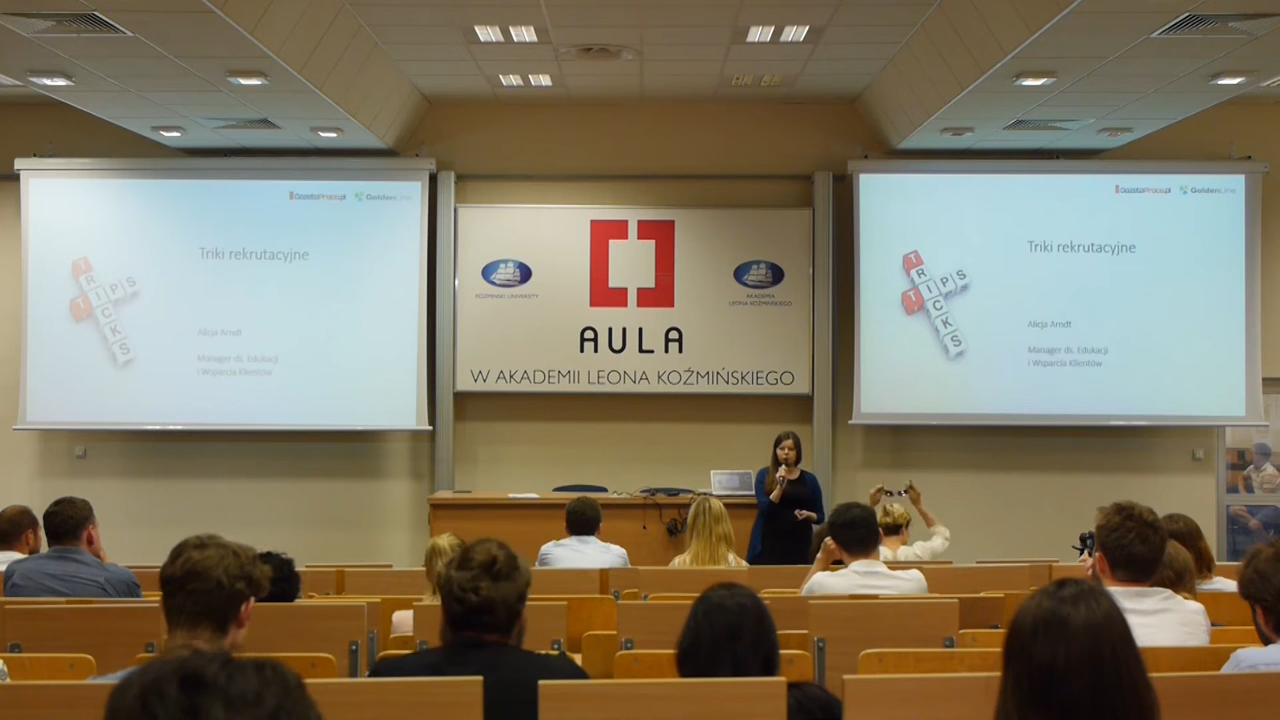 GazetaPraca.pl GoldenLine
Triki rekrutacyjne
TRICKS
TIPS
Alicja Arndt
Manager ds. Edukacji
i Wsparcia Klientów
KOZMINSKI UNIVERSITY
AKADEMIA
LEONA KOŹMIŃSKIEGO
AULA
W AKADEMII LEONA KOŹMIŃSKIEGO
GazetaPraca.pl GoldenLine
Triki rekrutacyjne
TRICKS
TIPS
Alicja Arndt
Manager ds. Edukacji
i Wsparcia Klientów